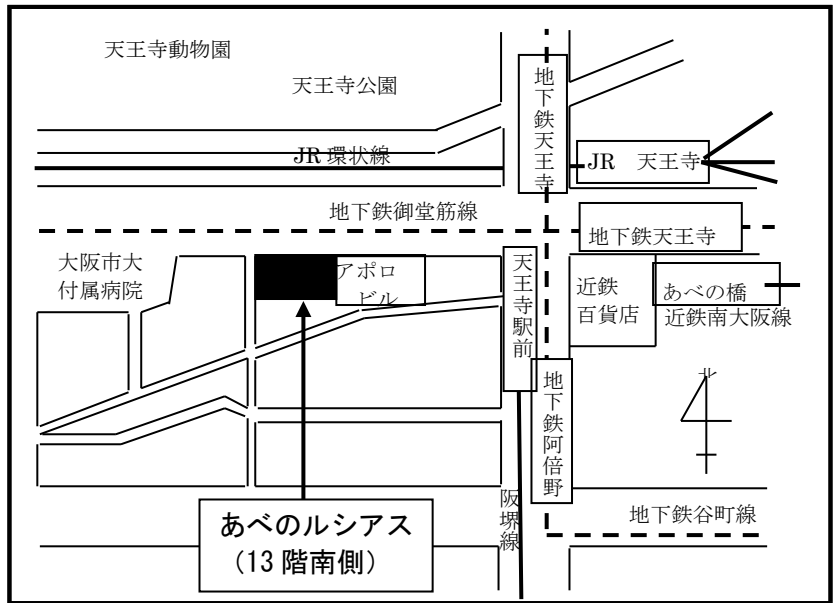 天王寺動物園
天王寺公園
地下鉄天王寺
JR 環状線
JR 天王寺
地下鉄御堂筋線
地下鉄天王寺
大阪市大
付属病院
アポロ
ビル
天王寺駅前
近鉄
百貨店
あべの橋
近鉄南大阪線
北
地下鉄阿倍野
阪堺線
地下鉄谷町線
あべのルシアス
（13 階南側）